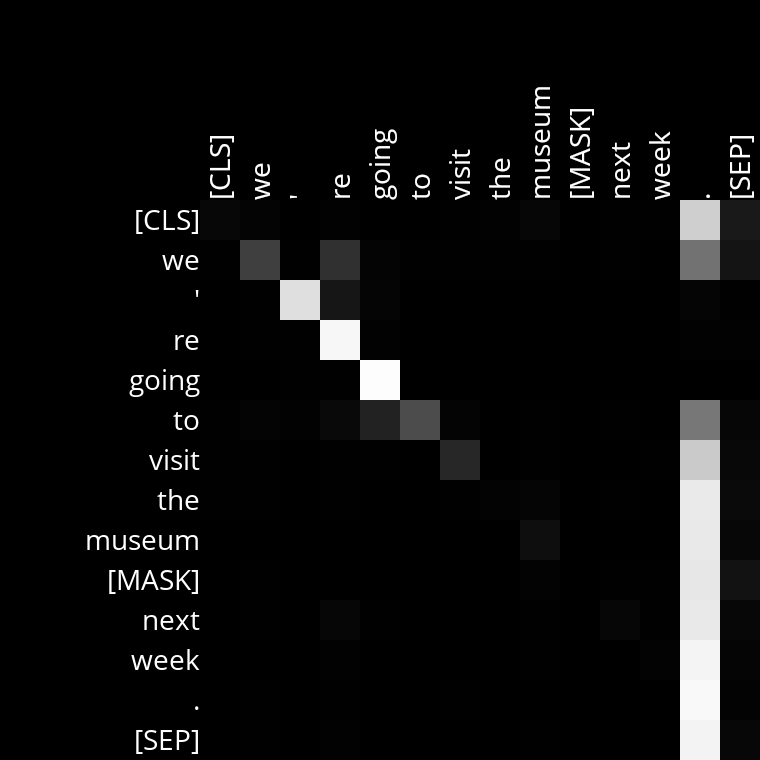 [CLS] we ' re going to visit the museum [MASK] next week . [SEP]
[CLS]
we
'
re
going
to
visit
the
museum
[MASK]
next
week
.
[SEP]